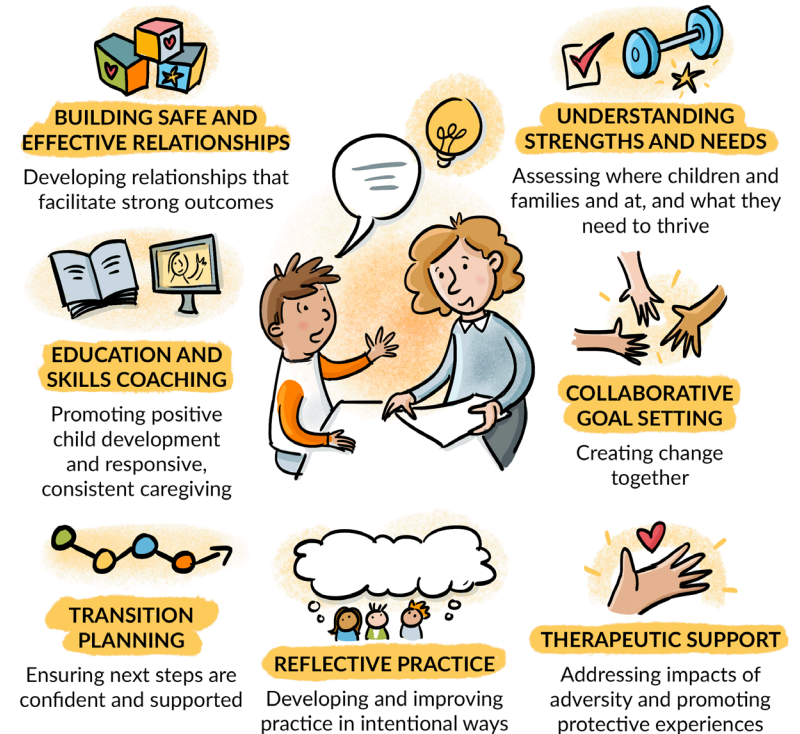 BUILDING SAFE AND
EFFECTIVE RELATIONSHIPS
Developing relationships that
facilitate strong outcomes
UNDERSTANDING
STRENGTHS AND NEEDS
Assessing where children and
families and at, and what they
need to thrive
EDUCATION AND
SKILLS COACHING
Promoting positive
child development
and responsive,
consistent caregiving
COLLABORATIVE
GOAL SETTING
Creating change
together
TRANSITION
PLANNING
Ensuring next steps are
confident and supported
REFLECTIVE PRACTICE
Developing and improving
practice in intentional ways
THERAPEUTIC SUPPORT
Addressing impacts of
adversity and promoting
protective experiences